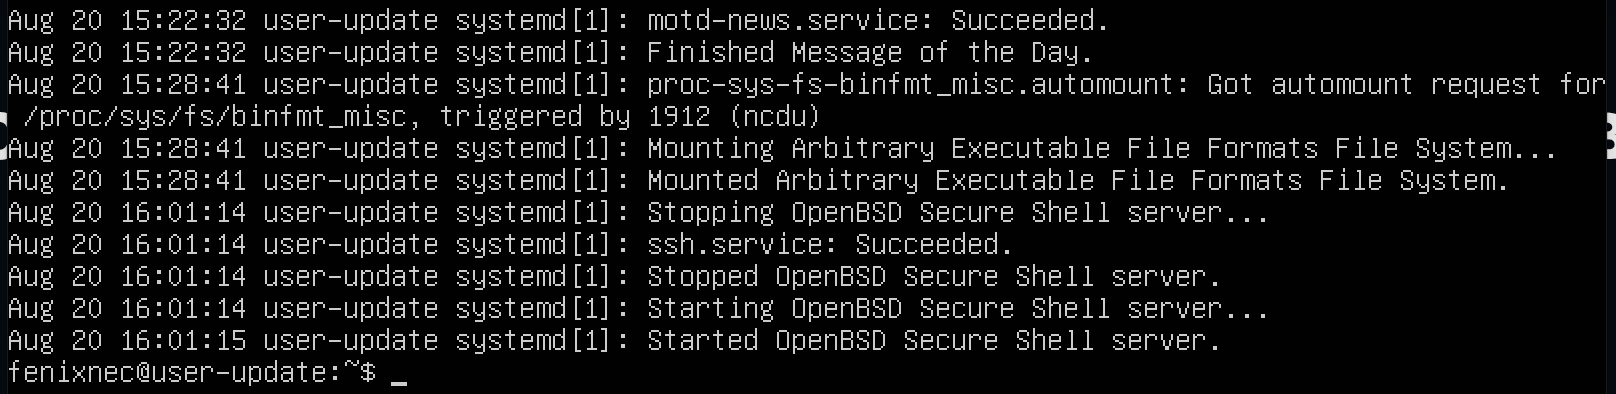 Aug 20 15:22:32 user-update systemd[1]: motd-news.service: Succeeded.
Aug 20 15:22:32 user-update systemd[1]: Finished Message of the Day.
Aug 20 15:28:41 user-update systemd[1]: proc-sys-fs-binfmt_misc.automount: Got automount request for
 /proc/sys/fs/binfmt_misc, triggered by 1912 (ncdu)
Aug 20 15:28:41 user-update systemd[1]: Mounting Arbitrary Executable File Formats File System...
Aug 20 15:28:41 user-update systemd[1]: Mounted Arbitrary Executable File Formats File System.
Aug 20 16:01:14 user-update systemd[1]: Stopping OpenBSD Secure Shell server...
Aug 20 16:01:14 user-update systemd[1]: ssh.service: Succeeded.
Aug 20 16:01:14 user-update systemd[1]: Stopped OpenBSD Secure Shell server.
Aug 20 16:01:14 user-update systemd[1]: Starting OpenBSD Secure Shell server...
Aug 20 16:01:15 user-update systemd[1]: Started OpenBSD Secure Shell server.
fenixnec@user-update:~$ _